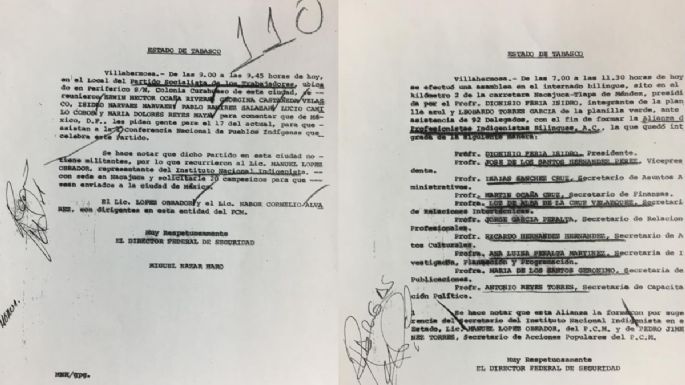 110
ESTADO DE TABASCO
Villahermosa.- De las 9.00 a las 9.45 horas de hoy,
en el Local del Partido Socialista de los Trabajadores, ubica
do en Periferico S/N, Colonia Curahueso de esta ciudad, se
reunieron EDWIN HECTOR OCAÑA RIVERA, GEORGINA CASTAÑEDA VELAS
CO, ISIDRO NARVAEZ NARVAEZ, PABLO RAMIREZ SALAZAR, LUCIO CAMI
LO COBOS y MARIA DOLORES REYES MAYA, para comentar que de Mé-
xico, D.F., les piden gente para el 17 del actual, para que
asistan a la Conferencia Nacional de Pueblos Indígenas que
celebra este Partido.
Se hace notar que dicho Partido en esta ciudad no
tiene militantes, por lo que recurrieron al Lic. MANUEL LOPEZ
OBRADOR, representante del Instituto Nacional Indigenista
con sede en Nacajuca y solicitarle 20 campesinos para que
sean enviados a la ciudad de México.
El Lic. LOPEZ OBRADOR y el Lic. NABOR CORNELIO ALVA
REZ, son dirigentes en esta entidad del PCM.
Muy Respetuosamente
EL DIRECTOR FEDERAL DE SEGURIDAD
MIGUEL NAZAR HARO
MNH/
ESTADO DE TABASCO
Villahermosa.- De las 7.00 a las 11.30 horas de hoy
se efectuó una asamblea en el internado bilingüe, sito en el
kilómetro 2 de la carretera Nacajuca-Tlapa de Méndez, presidi
da por el Profr. DIONISIO FERIA ISIDRO, integrante de la plan
lla azul y LEONARDO TORRES GARCIA de la planilla verde, ante
asistencia de 92 Delegados, con el fin de formar la Alianza d
Profesionistas Indigenistas Bilingües, A.C., la que quedó int
grada de la siguiente manera:
Profr. DIONISIO FERIA ISIDRO, Presidente.
Profr. JOSE DE LOS SANTOS HERNANDEZ PEREZ, Vicepres
dente.
Profr. ISAIAS SANCHEZ CRUZ, Secretario de Asuntos A
ministrativos.
Profr. MARTIN OCAÑA CRUZ, Secretario de Finanzas.
Profra. LUZ DE ALBA DE LA CRUZ VELAZQUEZ, Secretar
de Relaciones
Profr. JORGE GARCIA PERALTA, Secretario de Relacion
Profesionales.
Profr. RICARDO HERNANDEZ HERNANDEZ, Secretario de A
tos Culturales.
Profra. ANA LUISA PERALTA MARTINEZ, Secretaria de I
vestigación, Planeación y Programación.
Profra. MARIA DE LOS SANTOS GERONIMO, Secretaria de
Publicaciones.
Profr. ANTONIO REYES TORRES, Secretario de Capacita
ción Política.
Se hace notar que esta Alianza la formaron por suge
rencia del Secretario del Instituto Nacional Indigenista en e
Estado, Lic. MANUEL LOPEZ OBRADOR, del P.C.M. y de PEDRO JIME
NEZ TORRES, Secretario de Acciones Populares del P.C.M.
Muy Respetuosamente
EL DIRECTOR FEDERAL DE SEGURIDAD